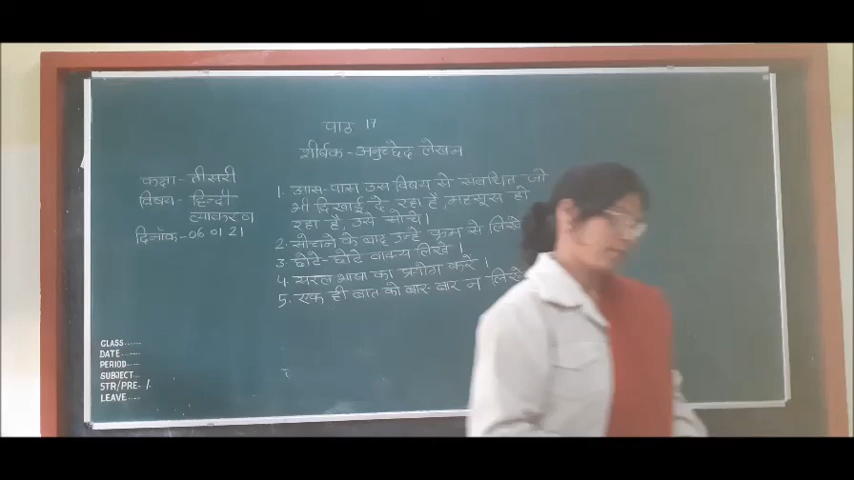 पाठ 17
शीर्षक - अनुच्छेद लेखन
कक्षा - तीसरी
विषय - हिन्दी
व्याकरण
दिनाँक - 06 01 21
1. आस-पास उस विषय से संबंधित जो
भी दिखाई दे रहा है, महसूस हो
रहा है, उसे सोचे।
2. सोचने के बाद उन्हे क्रम से लिखे
3. छोटे-छोटे वाक्य लिखे।
4. सरल भाषा का प्रयोग करें।
5. एक ही बात को बार-बार न लिखे
CLASS......
DATE......
PERIOD....
SUBJECT....
STR/PRE- /.
LEAVE....